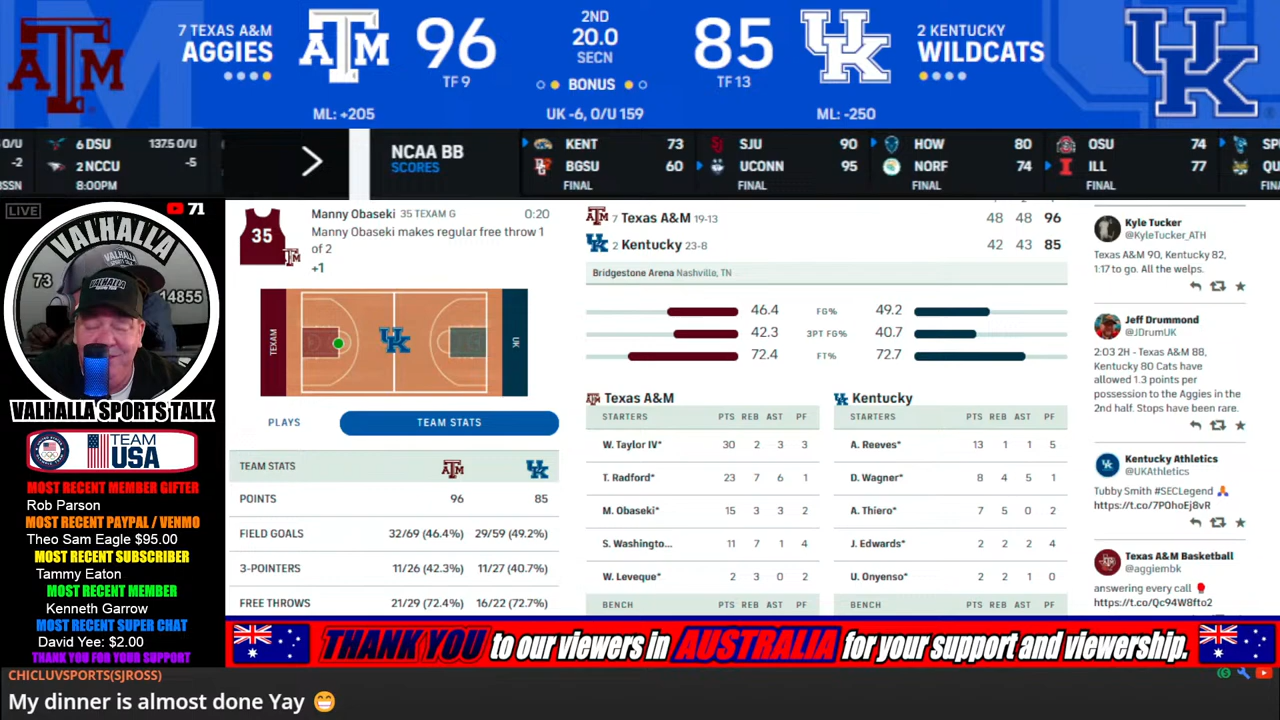 7 TEXAS A&M
AGGIES
ATM
96
TF 9
ML: +205
2ND
20.0
SECN
BONUS
UK -6, O/U 159
85
TF 13
ML: -250
2 KENTUCKY
WILDCATS
O/U
-2
6 DSU 137.5 O/U
2 NCCU -5
8:00PM
NCAA BB
SCORES
KENT 73
BGSU 60
FINAL
SJU 90
UCONN 95
FINAL
HOW 80
NORF 74
FINAL
OSU 74
ILL 77
FINAL
QU
LIVE
71
VALHALLA
73
14855
VALHALLA SPORTS TALK
TEAM
USA
MOST RECENT MEMBER GIFTER
Rob Parson
MOST RECENT PAYPAL / VENMO
Theo Sam Eagle $95.00
MOST RECENT SUBSCRIBER
Tammy Eaton
MOST RECENT MEMBER
Kenneth Garrow
MOST RECENT SUPER CHAT
David Yee: $2.00
THANK YOU FOR YOUR SUPPORT
35
Manny Obaseki 35 TEXAM G 0:20
Manny Obaseki makes regular free throw 1
of 2
+1
TEXAM
UK
PLAYS
TEAM STATS
TEAM STATS
POINTS 96 85
FIELD GOALS 32/69 (46.4%) 29/59 (49.2%)
3-POINTERS 11/26 (42.3%) 11/27 (40.7%)
FREE THROWS 21/29 (72.4%) 16/22 (72.7%)
7 Texas A&M 19-13 48 48 96
2 Kentucky 23-8 42 43 85
Bridgestone Arena Nashville, TN
46.4 FG% 49.2
42.3 3PT FG% 40.7
72.4 FT% 72.7
Texas A&M
STARTERS PTS REB AST PF
W. Taylor IV* 30 2 3 3
T. Radford* 23 7 6 1
M. Obaseki* 15 3 3 2
S. Washingto... 11 7 1 4
W. Leveque* 2 3 0 2
BENCH PTS REB AST PF
Kentucky
STARTERS PTS REB AST PF
A. Reeves* 13 1 1 5
D. Wagner* 8 4 5 1
A. Thiero* 7 5 0 2
J. Edwards* 2 2 2 4
U. Onyenso* 2 2 1 0
BENCH PTS REB AST PF
Kyle Tucker
@KyleTucker_ATH
Texas A&M 90, Kentucky 82,
1:17 to go. All the welps.
Jeff Drummond
@JDrumUK
2:03 2H - Texas A&M 88,
Kentucky 80 Cats have
allowed 1.3 points per
possession to the Aggies in the
2nd half. Stops have been rare.
Kentucky Athletics
@UKAthletics
Tubby Smith #SECLegend 🙏
https://t.co/7P0hoEj8vR
Texas A&M Basketball
@aggiembk
answering every call 🥊
https://t.co/Qc94W8fto2
THANK YOU to our viewers in AUSTRALIA for your support and viewership.
CHICLUVSPORTS(SJROSS)
My dinner is almost done Yay 😁